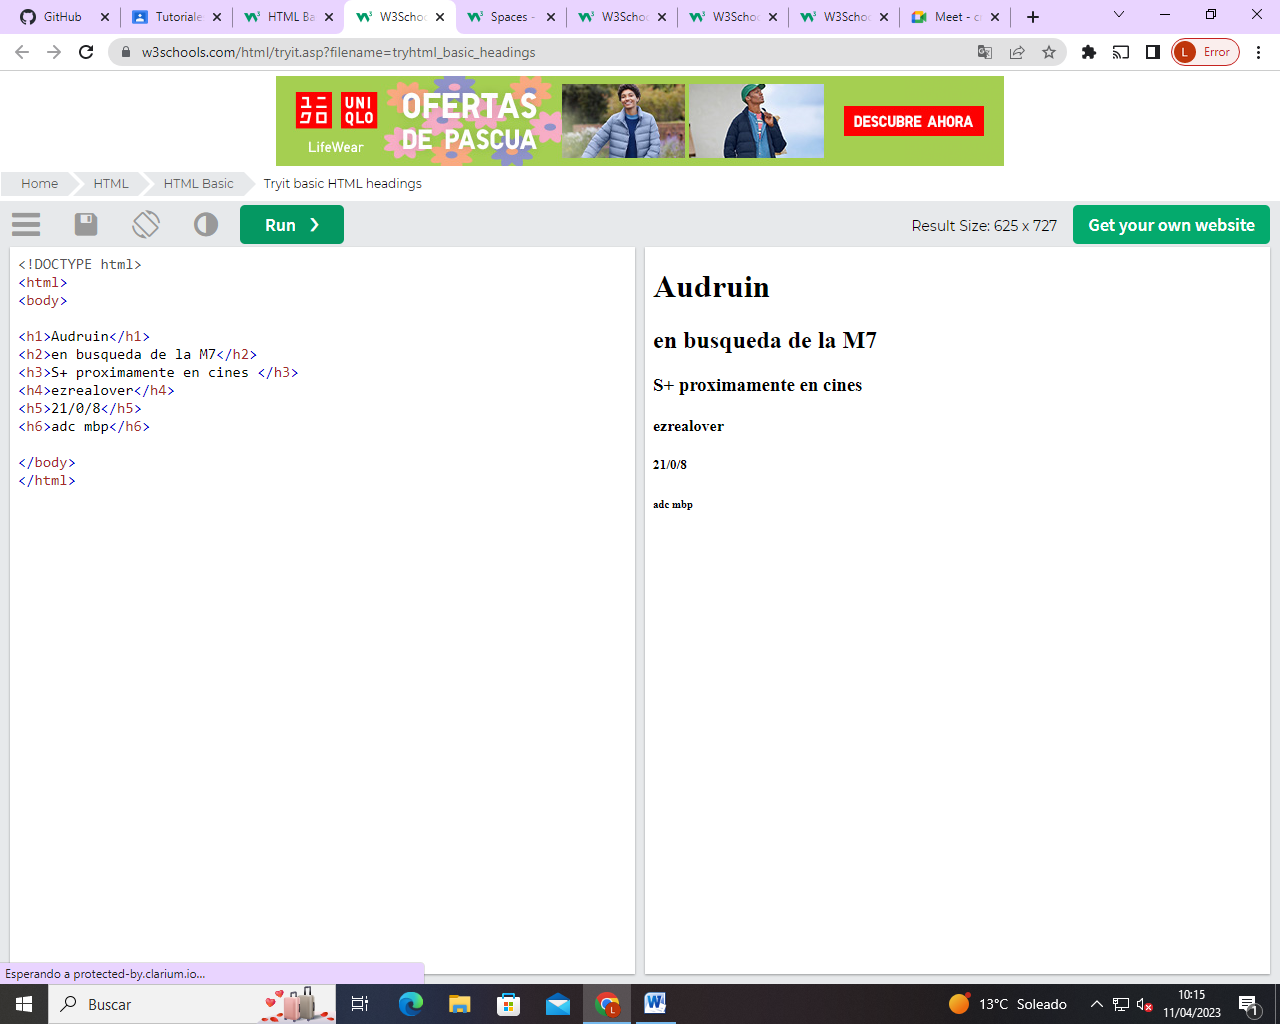 GitHub
Tutoriale
HTML Ba
W3Schoo
Spaces -
W3Schoo
W3Schoo
W3Schoo
Meet - c
w3schools.com/html/tryit.asp?filename=tryhtml_basic_headings
L Error
UNI
QLO
LifeWear
OFERTAS
DE PASCUA
DESCUBRE AHORA
Home
HTML
HTML Basic
Tryit basic HTML headings
Run ❯
Result Size: 625 x 727
Get your own website
<!DOCTYPE html>
<html>
<body>
<h1>Audruin</h1>
<h2>en busqueda de la M7</h2>
<h3>S+ proximamente en cines </h3>
<h4>ezrealover</h4>
<h5>21/0/8</h5>
<h6>adc mbp</h6>
</body>
</html>
Audruin
en busqueda de la M7
S+ proximamente en cines
ezrealover
21/0/8
adc mbp
Esperando a protected-by.clarium.io...
Buscar
13°C Soleado
10:15
11/04/2023
1